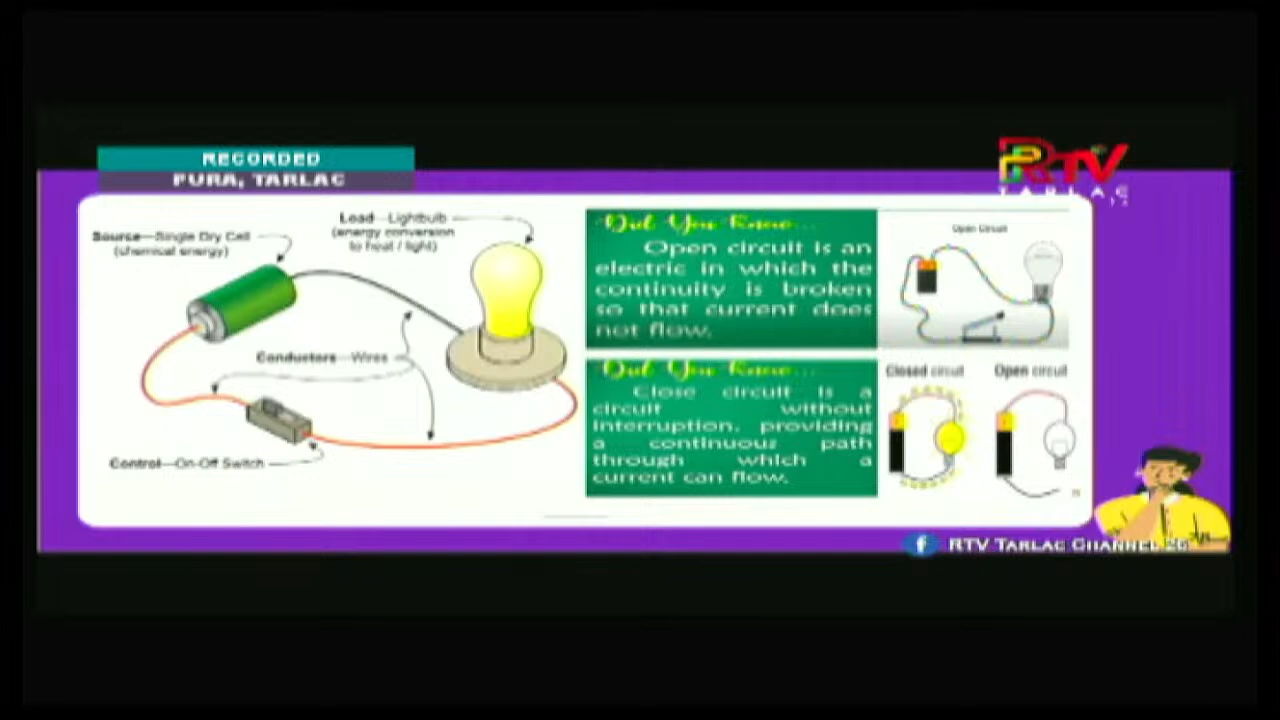 RECORDED
PURA, TARLAC
RTV
TARLAC
Source—Single Dry Cell
(chemical energy)
Load—Lightbulb
(energy conversion
to heat / light)
Conductors—Wires
Control—On-Off Switch
Did You Know...
Open circuit is an
electric in which the
continuity is broken
so that current does
not flow.
Open Circuit
Did You Know...
Close circuit is a
circuit without
interruption, providing
a continuous path
through which a
current can flow.
Closed circuit
Open circuit
f RTV TARLAC CHANNEL 26